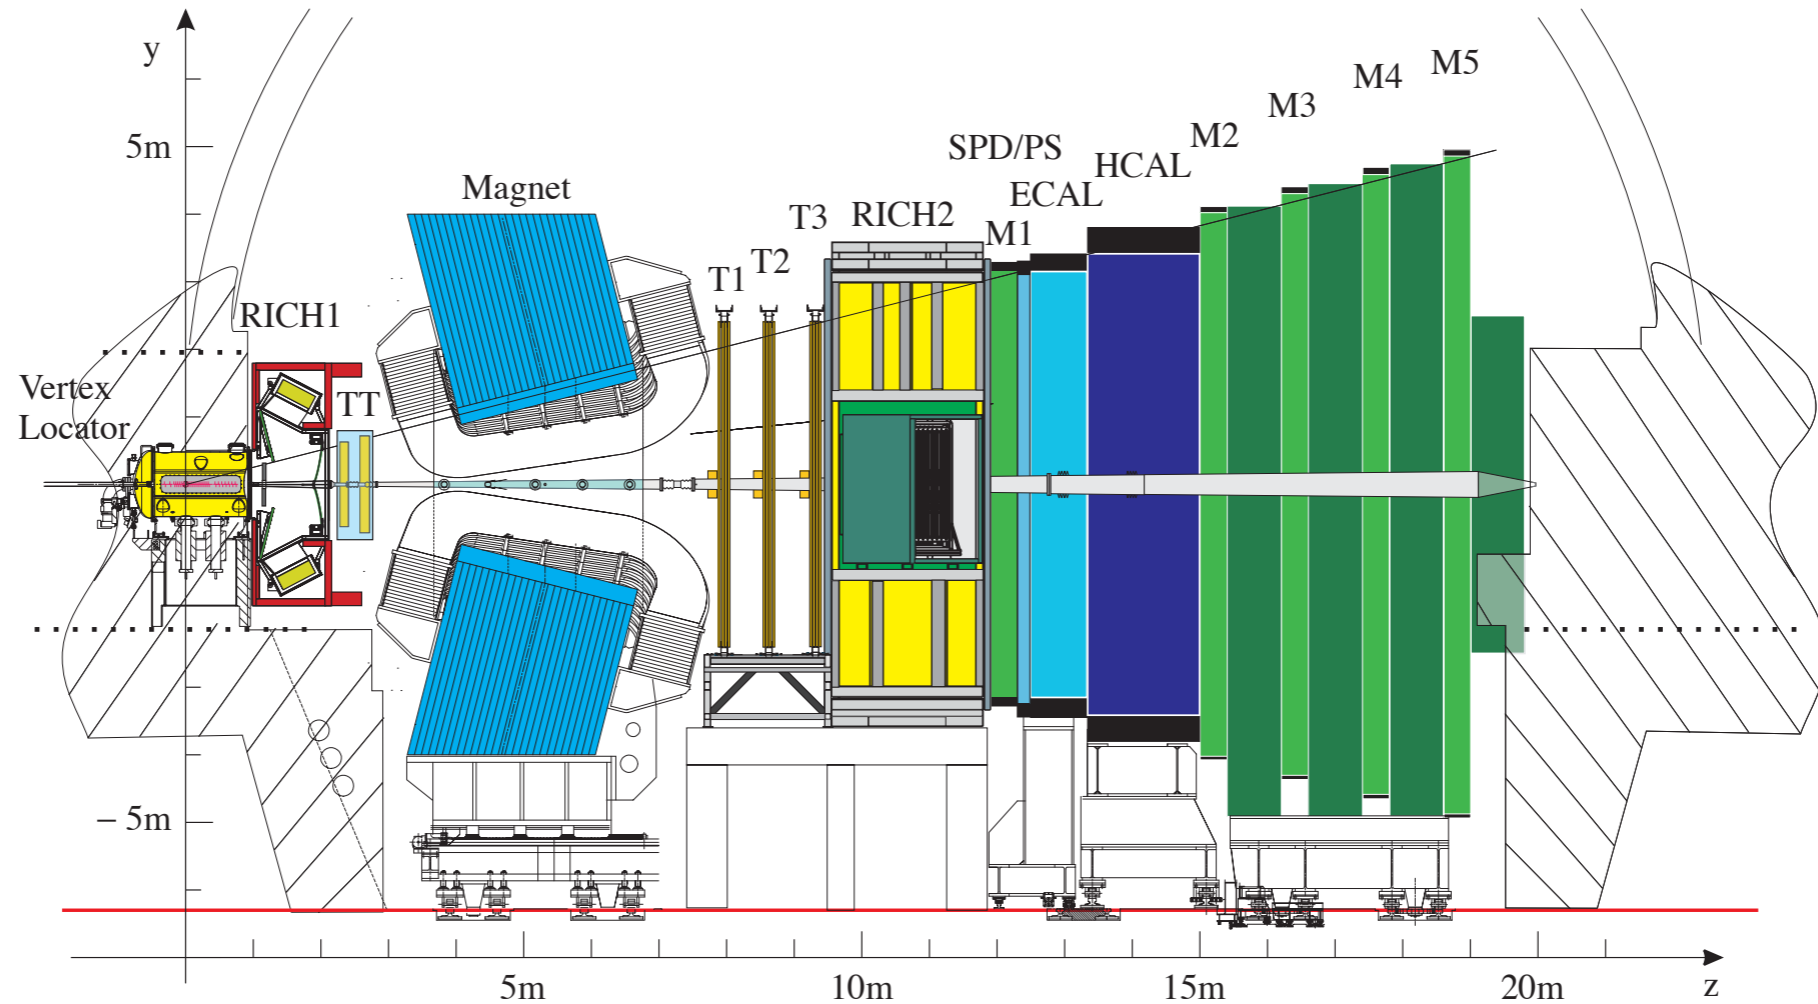 y
5m
Magnet
RICH1
Vertex
Locator
TT
T1
T2
T3
RICH2
SPD/PS
ECAL
M1
HCAL
M2
M3
M4
M5
– 5m
5m
10m
15m
20m
z